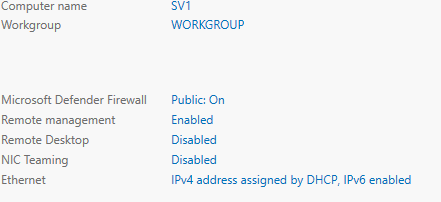 Computer name SV1
Workgroup WORKGROUP
Microsoft Defender Firewall Public: On
Remote management Enabled
Remote Desktop Disabled
NIC Teaming Disabled
Ethernet IPv4 address assigned by DHCP, IPv6 enabled